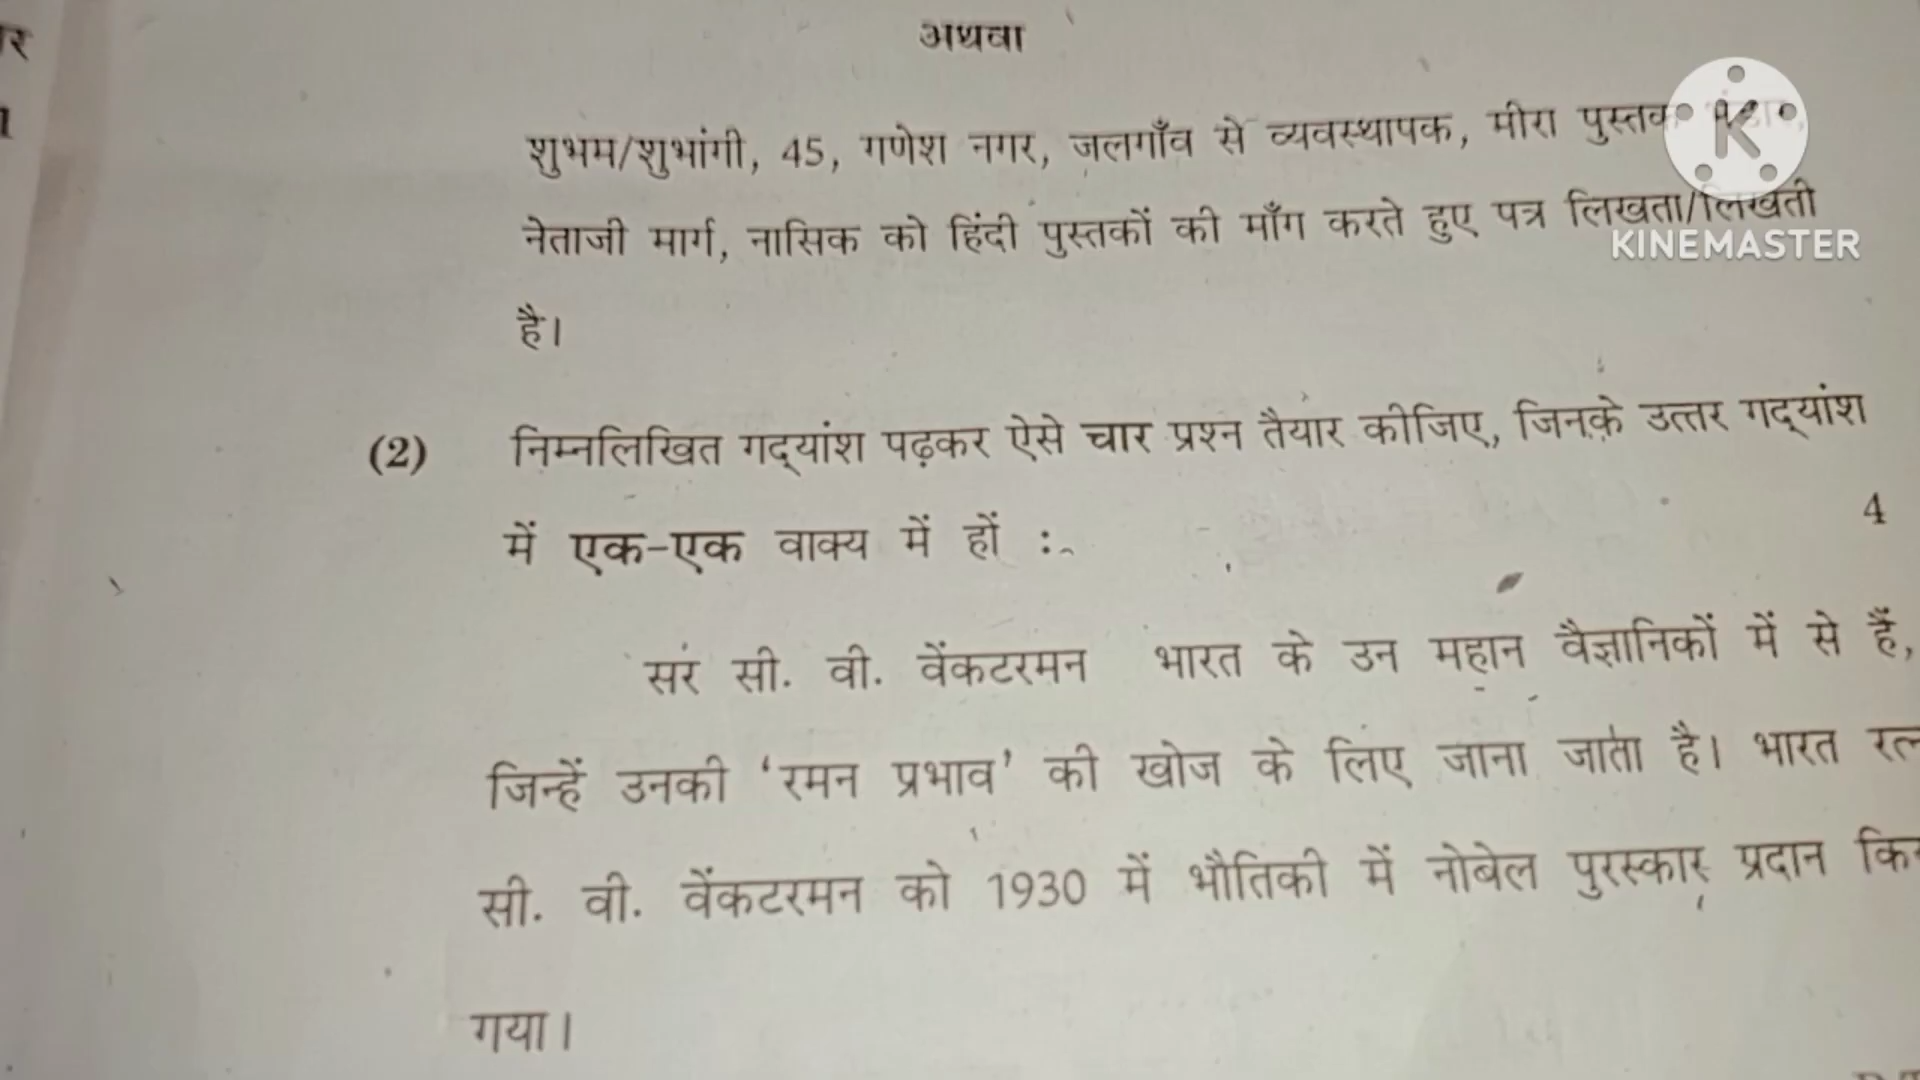 अथवा
शुभम/शुभांगी, 45, गणेश नगर, जलगाँव से व्यवस्थापक, मीरा पुस्तक
नेताजी मार्ग, नासिक को हिंदी पुस्तकों की माँग करते हुए पत्र लिखता/लिखती
KINEMASTER
है।
(2) निम्नलिखित गद्यांश पढ़कर ऐसे चार प्रश्न तैयार कीजिए, जिनके उत्तर गद्यांश
में एक-एक वाक्य में हों :
4
सर सी. वी. वेंकटरमन भारत के उन महान वैज्ञानिकों में से हैं,
जिन्हें उनकी ‘रमन प्रभाव’ की खोज के लिए जाना जाता है। भारत
सी. वी. वेंकटरमन को 1930 में भौतिकी में नोबेल पुरस्कार प्रदान
गया।